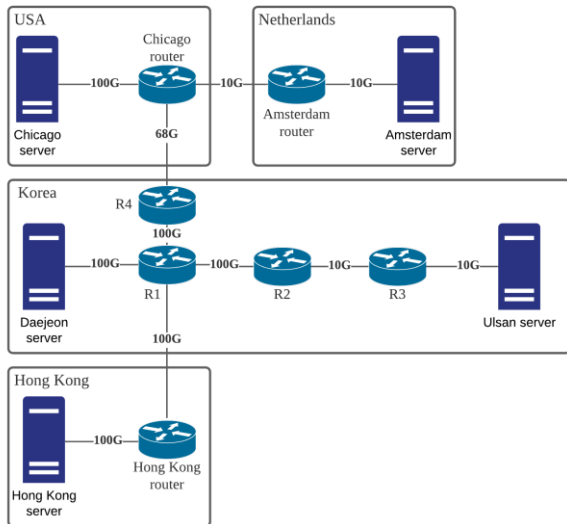 USA
Netherlands
Chicago
router
100G
10G
10G
Amsterdam
router
Chicago
server
Amsterdam
server
68G
Korea
R4
100G
100G
100G
10G
10G
R1
R2
R3
Daejeon
server
Ulsan server
100G
Hong Kong
100G
Hong Kong
router
Hong Kong
server